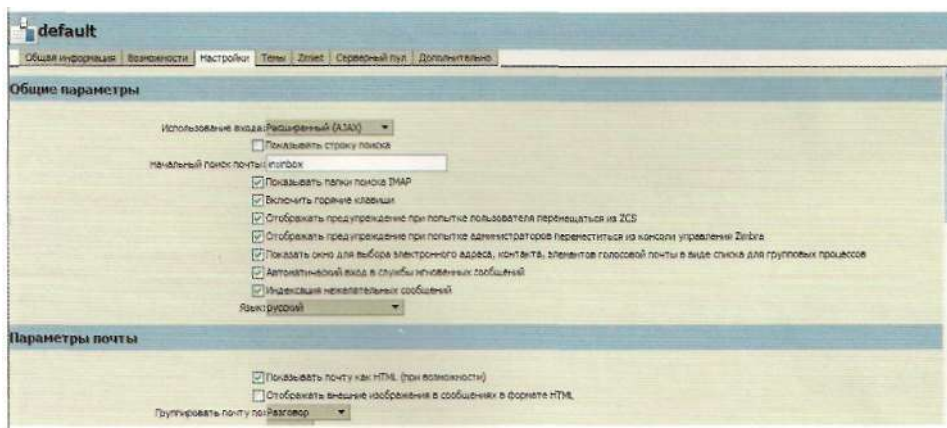 default
Общая информация Возможности Настройки Темы Zimlet Серверный пул Дополнительно
Общие параметры
Использование входа: Расширенный (AJAX)
Показывать строку поиска
Начальный поиск почты: in:inbox
Показывать папки поиска IMAP
Включить горячие клавиши
Отображать предупреждение при попытке пользователя перемещаться из ZCS
Отображать предупреждение при попытке администраторов переместиться из консоли управления Zimbra
Показать окно для выбора электронного адреса, контакта, элементов голосовой почты в виде списка для групповых процессов
Автоматический вход в службы мгновенных сообщений
Индексация нежелательных сообщений
Язык: русский
Параметры почты
Показывать почту как HTML (при возможности)
Отображать внешние изображения в сообщениях в формате HTML
Группировать почту по: Разговор